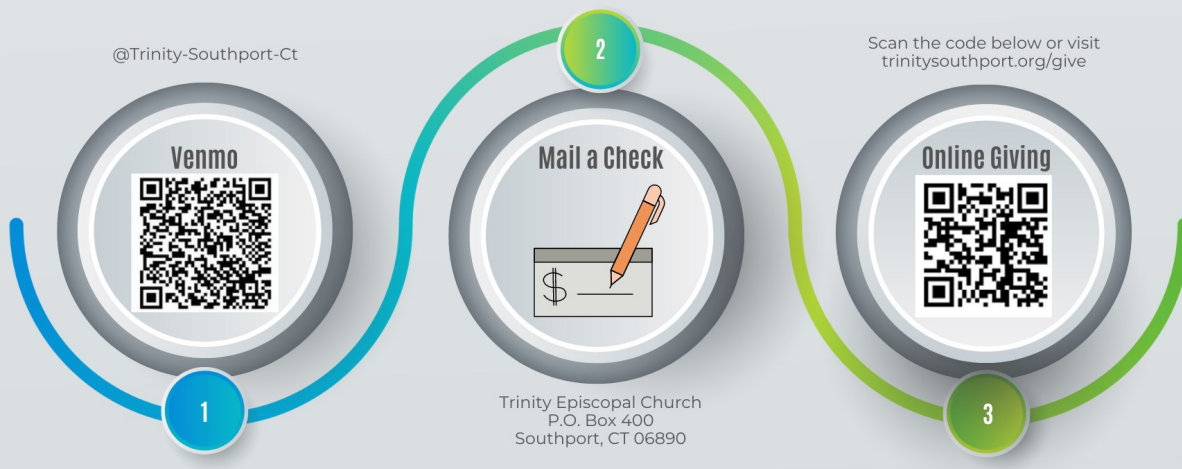 @Trinity-Southport-Ct
Venmo
1
2
Mail a Check
$
Trinity Episcopal Church
P.O. Box 400
Southport, CT 06890
Scan the code below or visit
trinitysouthport.org/give
Online Giving
3